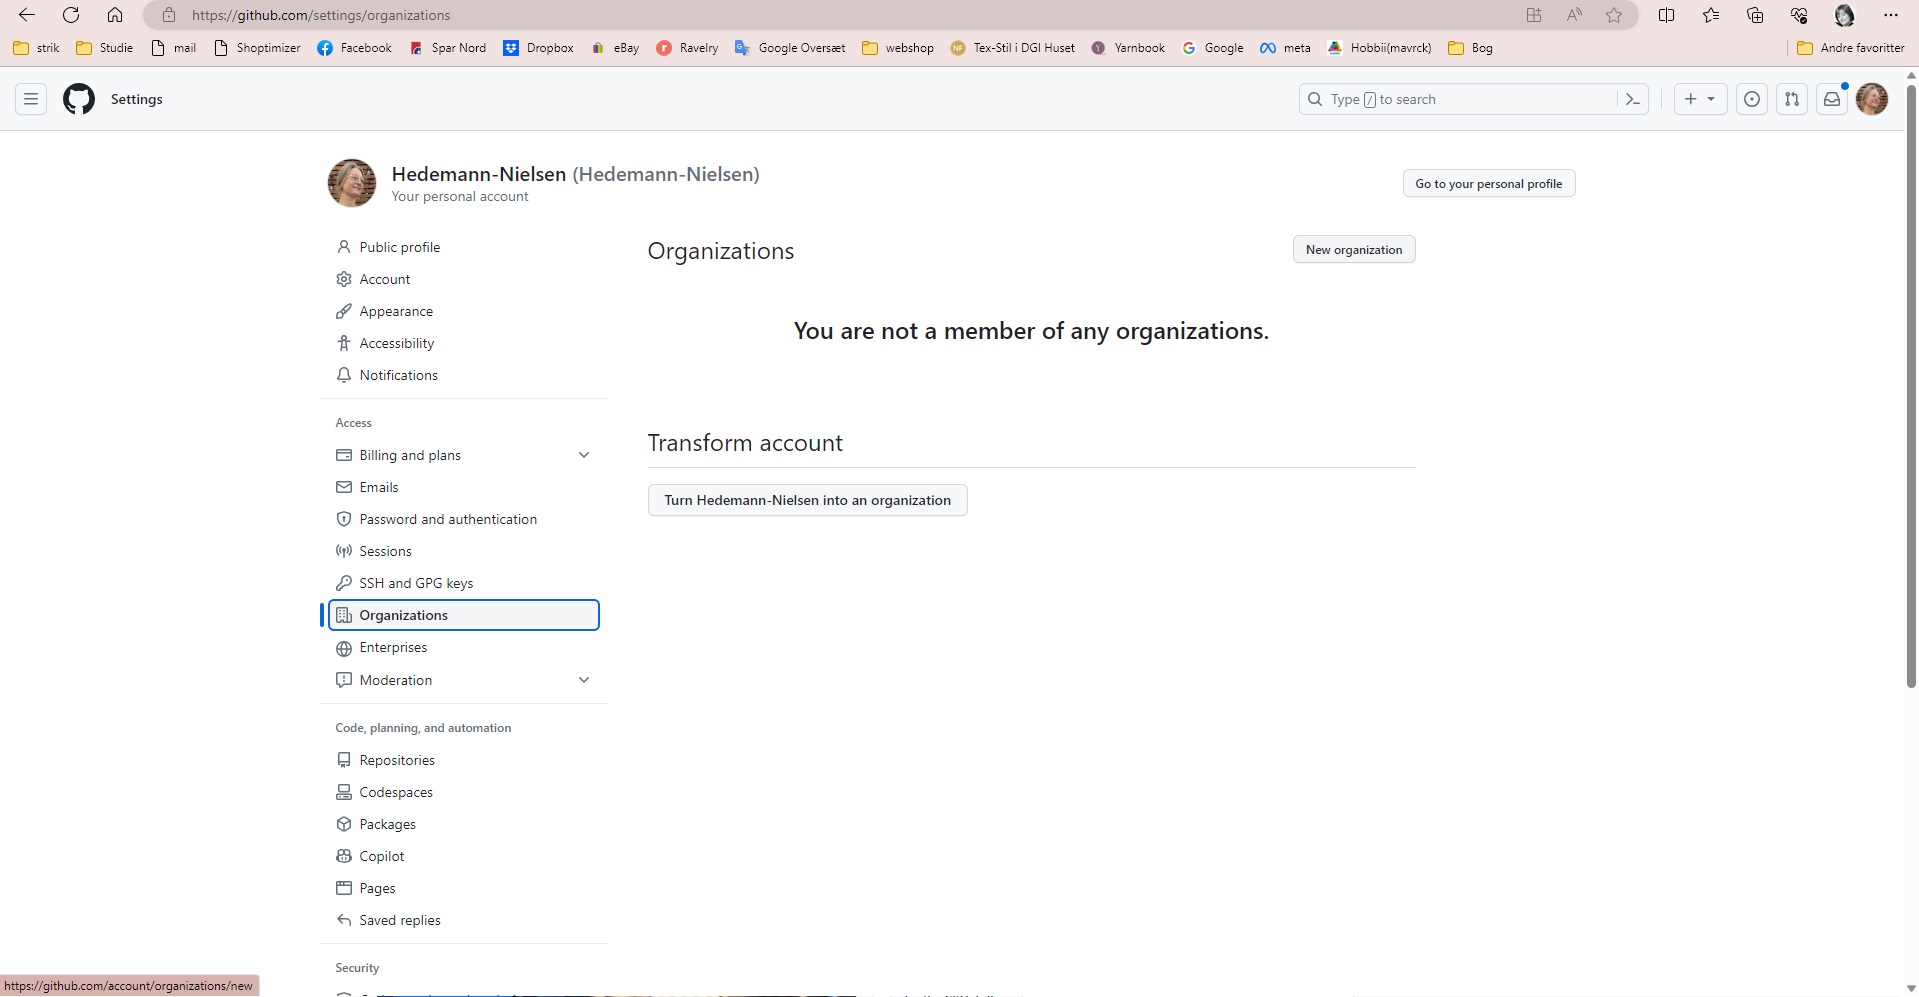 https://github.com/settings/organizations
strik Studie mail Shoptimizer Facebook Spar Nord Dropbox eBay Ravelry Google Oversæt webshop Tex-Stil i DGI Huset Yarnbook Google meta Hobbii(mavrck) Bog Andre favoritter
Settings
Type / to search
Hedemann-Nielsen (Hedemann-Nielsen)
Your personal account
Go to your personal profile
Public profile
Account
Appearance
Accessibility
Notifications
Access
Billing and plans
Emails
Password and authentication
Sessions
SSH and GPG keys
Organizations
Enterprises
Moderation
Code, planning, and automation
Repositories
Codespaces
Packages
Copilot
Pages
Saved replies
Security
Organizations
New organization
You are not a member of any organizations.
Transform account
Turn Hedemann-Nielsen into an organization
https://github.com/account/organizations/new